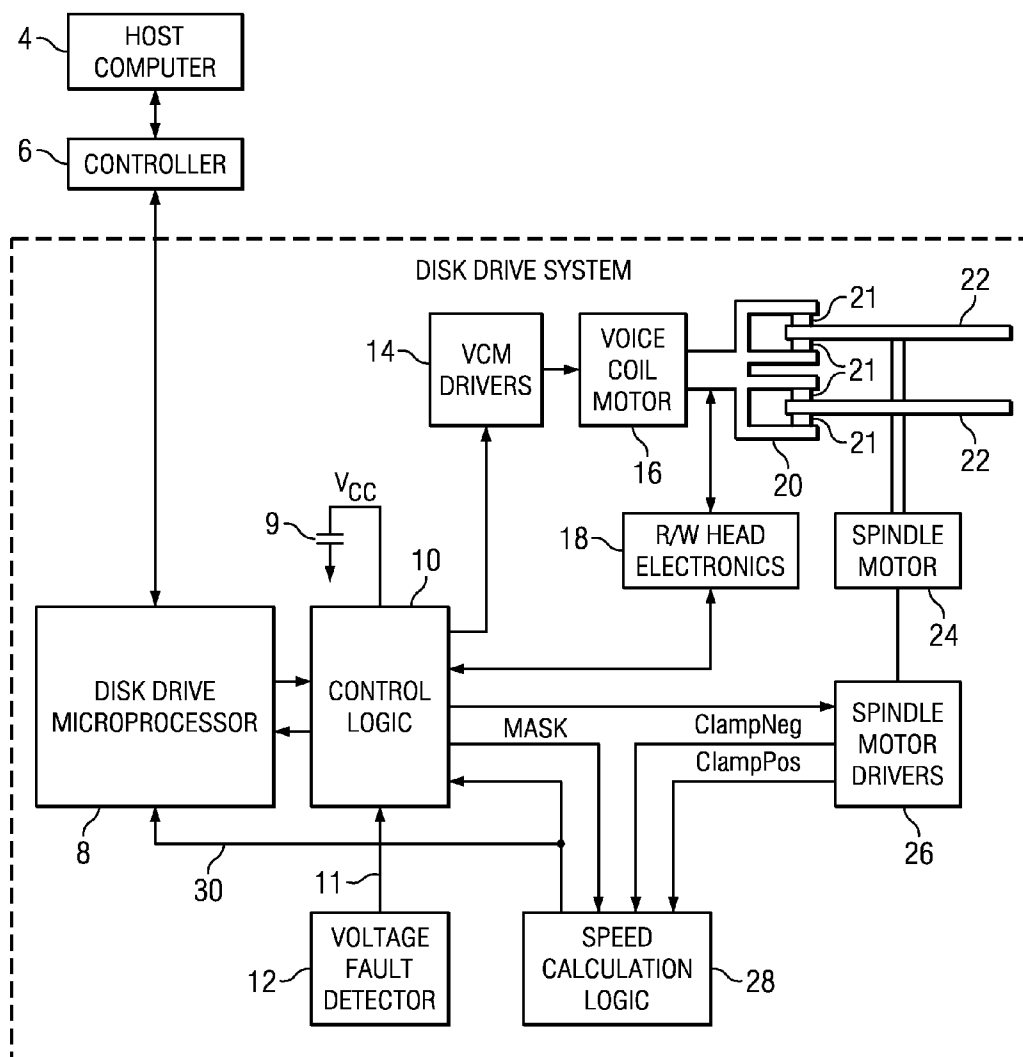 4
HOST
COMPUTER
6
CONTROLLER
DISK DRIVE SYSTEM
14
VCM
DRIVERS
VOICE
COIL
MOTOR
16
21
21
21
21
20
22
22
VCC
9
10
18
R/W HEAD
ELECTRONICS
SPINDLE
MOTOR
24
DISK DRIVE
MICROPROCESSOR
8
CONTROL
LOGIC
MASK
ClampNeg
ClampPos
SPINDLE
MOTOR
DRIVERS
26
30
11
12
VOLTAGE
FAULT
DETECTOR
SPEED
CALCULATION
LOGIC
28